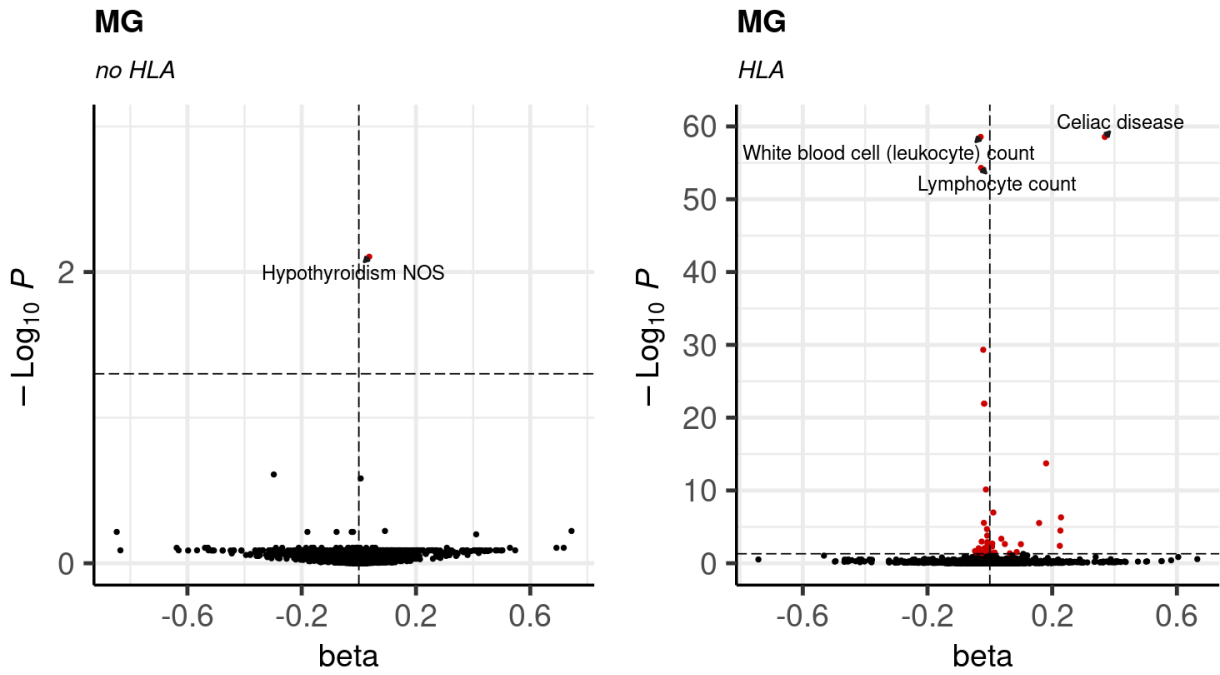 MG
no HLA
2
0
− Log10 P
Hypothyroidism NOS
-0.6
-0.2
0.2
0.6
beta
MG
HLA
60
50
40
30
20
10
0
− Log10 P
Celiac disease
White blood cell (leukocyte) count
Lymphocyte count
-0.6
-0.2
0.2
0.6
beta